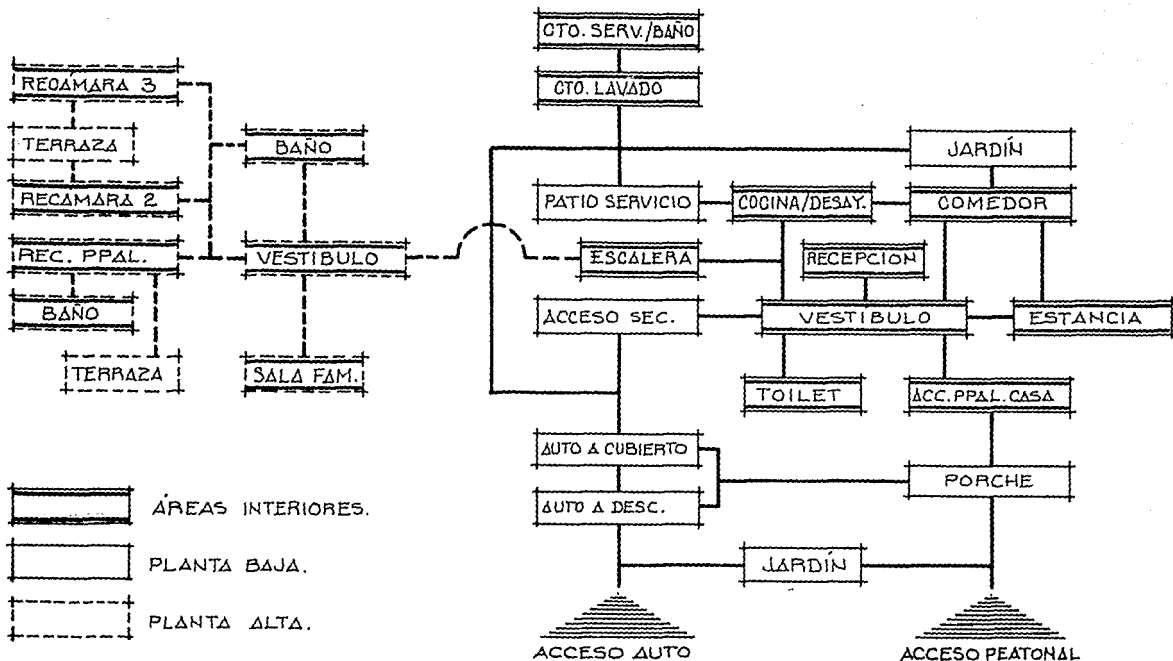 CTO. SERV./BAÑO
RECÁMARA 3
CTO. LAVADO
TERRAZA
BAÑO
JARDÍN
RECAMARA 2
PATIO SERVICIO
COCINA/DESAY.
COMEDOR
REC. PPAL.
VESTIBULO
ESCALERA
RECEPCION
BAÑO
ACCESO SEC.
VESTIBULO
ESTANCIA
TERRAZA
SALA FAM.
TOILET
ACC. PPAL. CASA
AUTO A CUBIERTO
PORCHE
AUTO A DESC.
ÁREAS INTERIORES.
PLANTA BAJA.
JARDÍN
PLANTA ALTA.
ACCESO AUTO
ACCESO PEATONAL